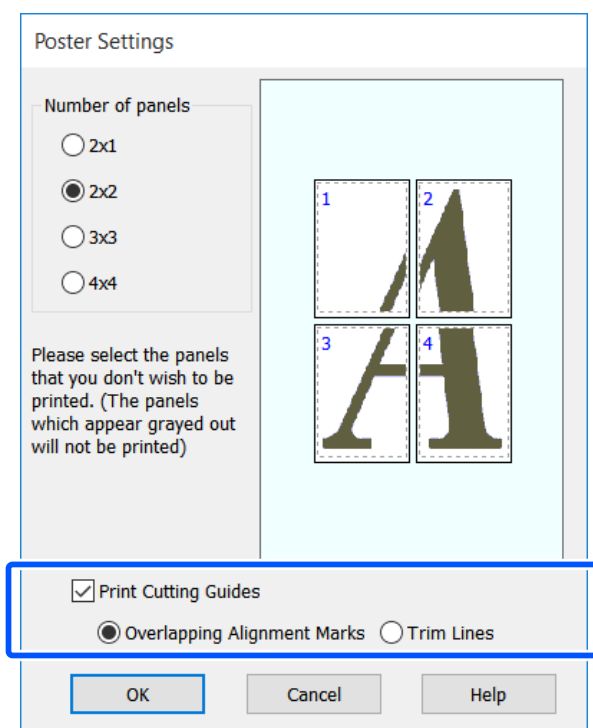 Poster Settings
Number of panels
2x1
2x2
3x3
4x4
1
2
3
4
Please select the panels
that you don't wish to be
printed. (The panels
which appear grayed out
will not be printed)
Print Cutting Guides
Overlapping Alignment Marks Trim Lines
OK Cancel Help